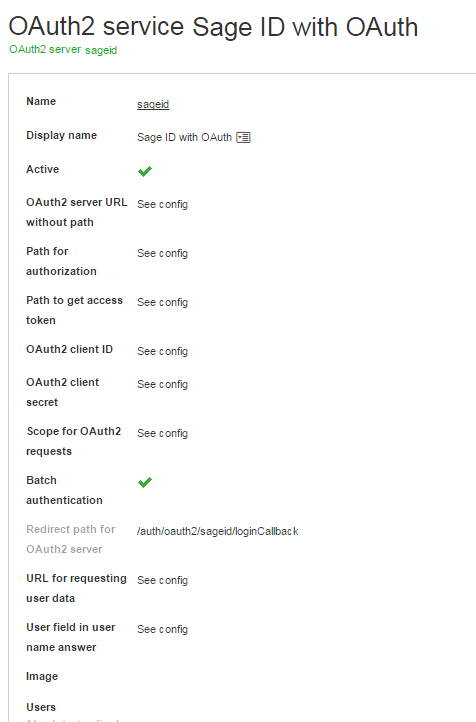 OAuth2 service Sage ID with OAuth
OAuth2 server sageid
Name sageid
Display name Sage ID with OAuth
Active
OAuth2 server URL See config
without path
Path for See config
authorization
Path to get access See config
token
OAuth2 client ID See config
OAuth2 client See config
secret
Scope for OAuth2 See config
requests
Batch
authentication
Redirect path for /auth/oauth2/sageid/loginCallback
OAuth2 server
URL for requesting See config
user data
User field in user See config
name answer
Image
Users